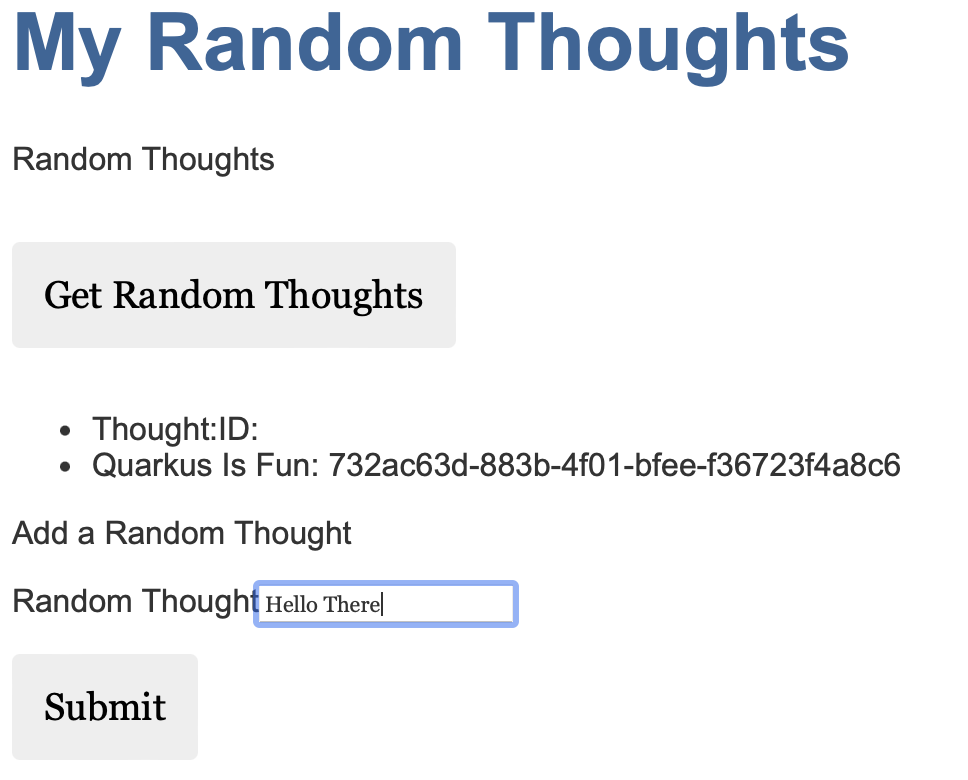 My Random Thoughts
Random Thoughts
Get Random Thoughts
Thought:ID:
Quarkus Is Fun: 732ac63d-883b-4f01-bfee-f36723f4a8c6
Add a Random Thought
Random Thought Hello There
Submit